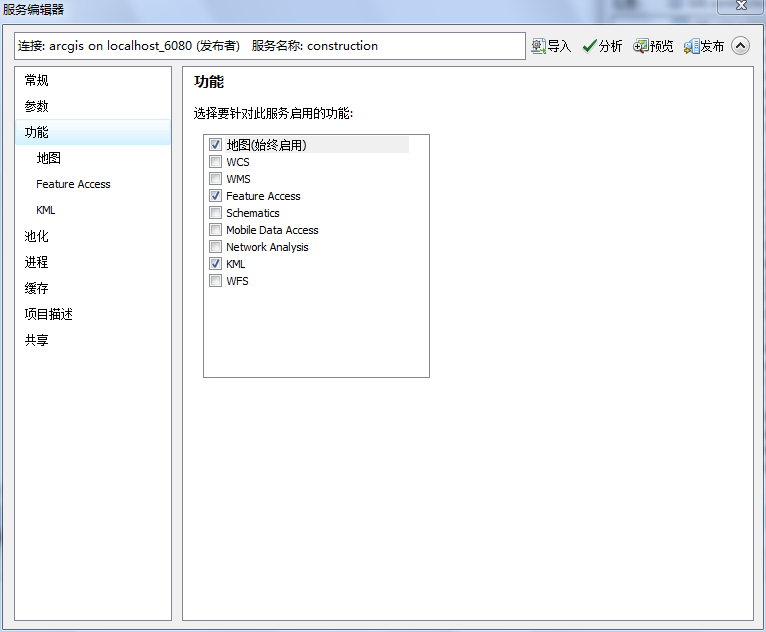 服务编辑器
连接: arcgis on localhost_6080 (发布者) 服务名称: construction
导入 分析 预览 发布
常规
参数
功能
地图
Feature Access
KML
池化
进程
缓存
项目描述
共享
功能
选择要针对此服务启用的功能:
地图(始终启用)
WCS
WMS
Feature Access
Schematics
Mobile Data Access
Network Analysis
KML
WFS